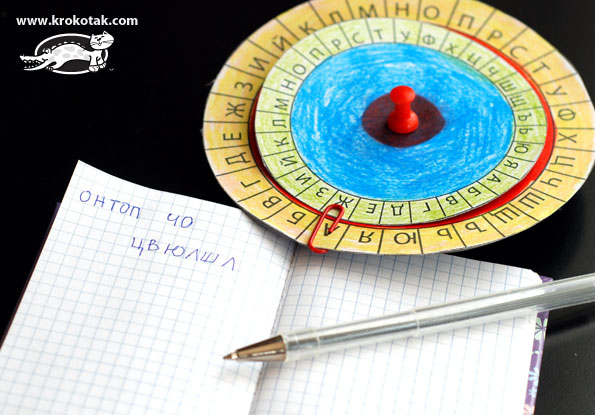 www.krokotak.com
А Б В Г Д Е Ж З И Й К Л М Н О П Р С Т У Ф Х Ц Ч Ш Щ Ъ Ь Ю Я
А Б В Г Д Е Ж З И Й К Л М Н О П Р С Т У Ф Х Ц Ч Ш Щ Ъ Ь Ю Я
ОНТОП ЧО
ЦВЮЛШЛ